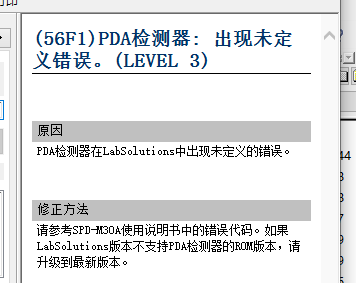 (56F1)PDA检测器: 出现未定
义错误。(LEVEL 3)
原因
PDA检测器在LabSolutions中出现未定义的错误。
修正方法
请参考SPD-M30A使用说明书中的错误代码。如果
LabSolutions版本不支持PDA检测器的ROM版本，请
升级到最新版本。
44